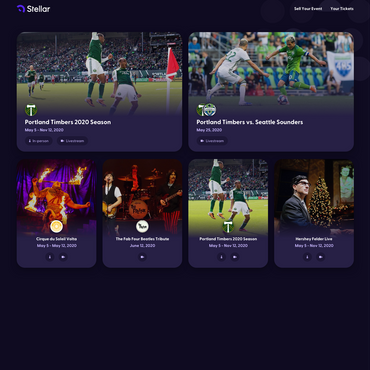 Stellar
Sell Your Event
Your Tickets
Portland Timbers 2020 Season
May 5 - Nov 12, 2020
In-person
Livestream
Portland Timbers vs. Seattle Sounders
May 25, 2020
Livestream
Cirque du Soleil Volta
May 3 - May 12, 2020
The Fab Four Beatles Tribute
June 12, 2020
Portland Timbers 2020 Season
May 5 - Nov 12, 2020
Hershey Felder Live
May 5 - Nov 12, 2020